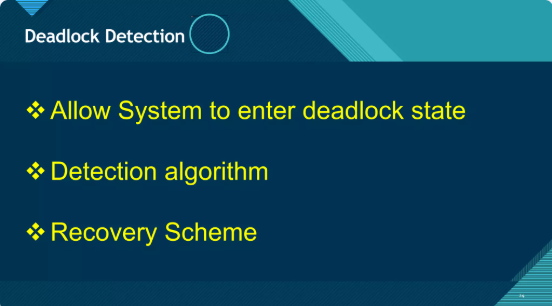 Deadlock Detection
❖ Allow System to enter deadlock state
❖ Detection algorithm
❖ Recovery Scheme